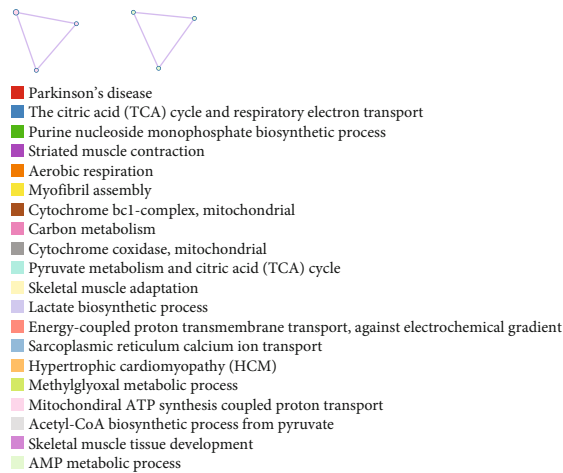 Parkinson's disease
The citric acid (TCA) cycle and respiratory electron transport
Purine nucleoside monophosphate biosynthetic process
Striated muscle contraction
Aerobic respiration
Myofibril assembly
Cytochrome bc1-complex, mitochondrial
Carbon metabolism
Cytochrome coxidase, mitochondrial
Pyruvate metabolism and citric acid (TCA) cycle
Skeletal muscle adaptation
Lactate biosynthetic process
Energy-coupled proton transmembrane transport, against electrochemical gradient
Sarcoplasmic reticulum calcium ion transport
Hypertrophic cardiomyopathy (HCM)
Methylglyoxal metabolic process
Mitochondiral ATP synthesis coupled proton transport
Acetyl-CoA biosynthetic process from pyruvate
Skeletal muscle tissue development
AMP metabolic process